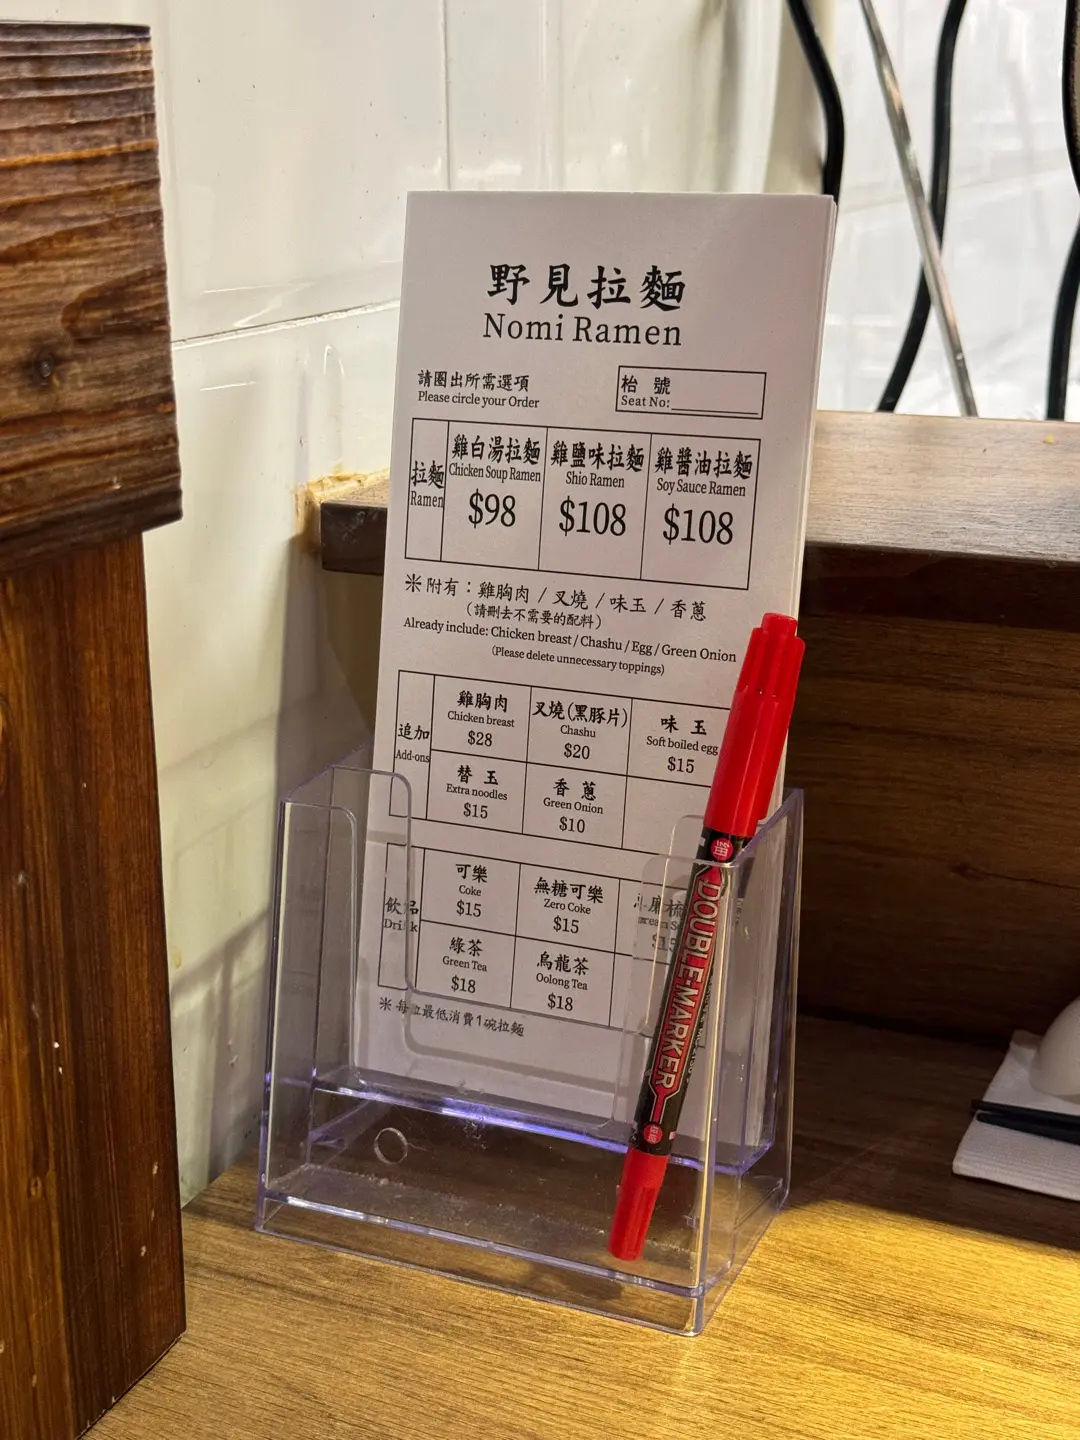 野見拉麵
Nomi Ramen
請圈出所需選項
Please circle your Order
枱 號
Seat No:
拉麵
Ramen
雞白湯拉麵
Chicken Soup Ramen
$98
雞鹽味拉麵
Shio Ramen
$108
雞醬油拉麵
Soy Sauce Ramen
$108
※ 附有：雞胸肉 / 叉燒 / 味玉 / 香蔥
（請刪去不需要的配料）
Already include: Chicken breast / Chashu / Egg / Green Onion
(Please delete unnecessary toppings)
追加
Add-ons
雞胸肉
Chicken breast
$28
叉燒(黑豚片)
Chashu
$20
味 玉
Soft boiled egg
$15
替 玉
Extra noodles
$15
香 蔥
Green Onion
$10
飲品
Drink
可樂
Coke
$15
無糖可樂
Zero Coke
$15
$15
綠茶
Green Tea
$18
烏龍茶
Oolong Tea
$18
※ 每位最低消費1碗拉麵
DOUBLE-MARKER